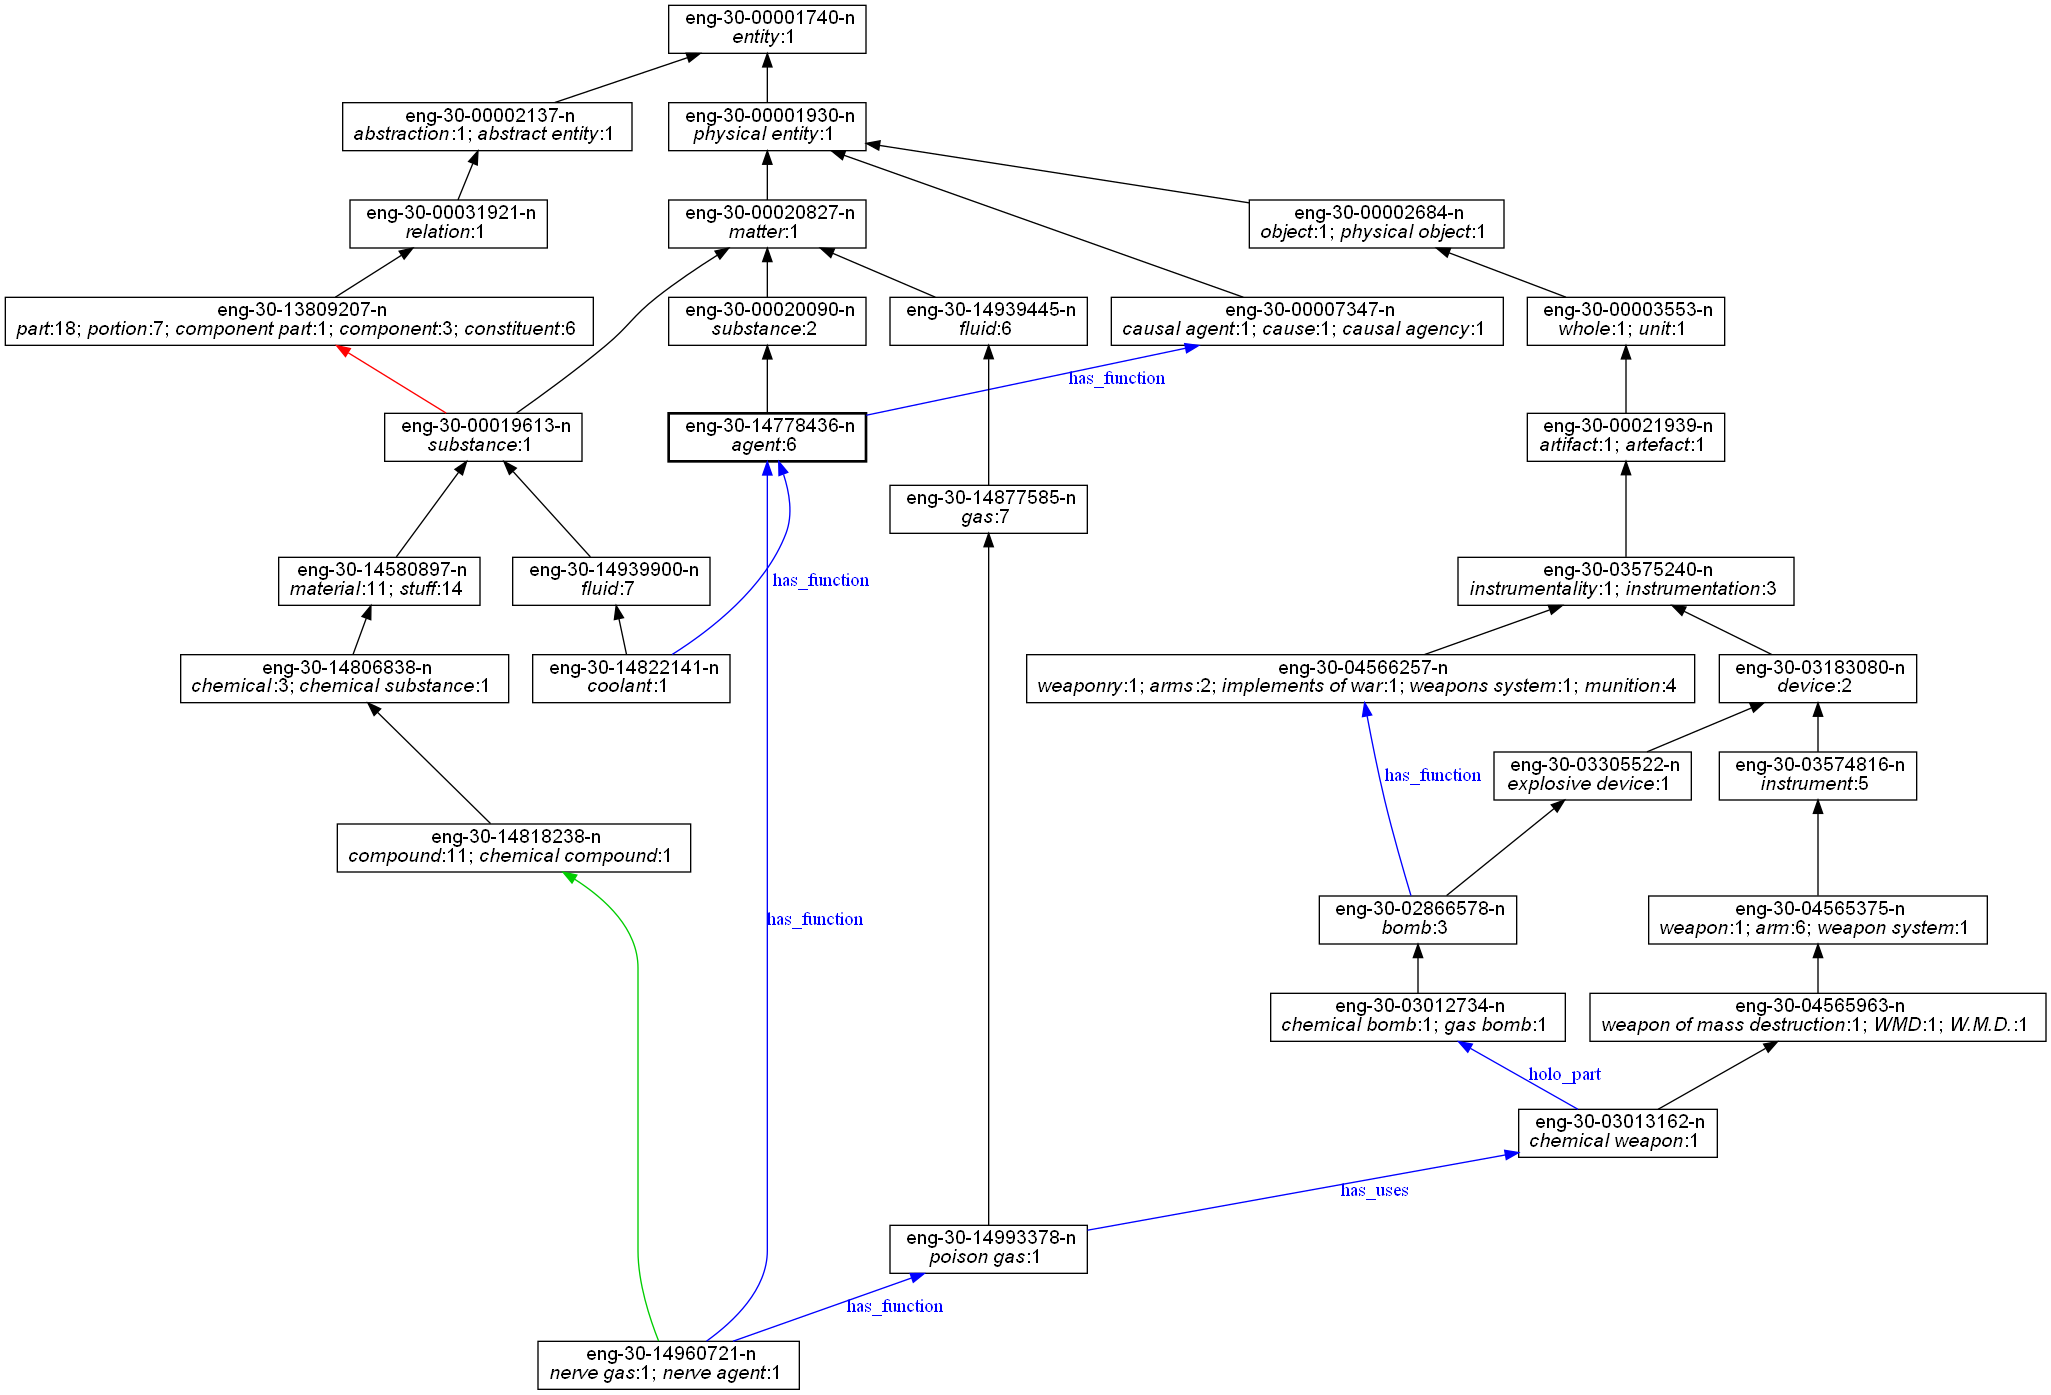 eng-30-00001740-n
entity:1
eng-30-00002137-n
abstraction:1; abstract entity:1
eng-30-00001930-n
physical entity:1
eng-30-00031921-n
relation:1
eng-30-00020827-n
matter:1
eng-30-00002684-n
object:1; physical object:1
eng-30-13809207-n
part:18; portion:7; component part:1; component:3; constituent:6
eng-30-00020090-n
substance:2
eng-30-14939445-n
fluid:6
eng-30-00007347-n
causal agent:1; cause:1; causal agency:1
eng-30-00003553-n
whole:1; unit:1
has_function
eng-30-00019613-n
substance:1
eng-30-14778436-n
agent:6
eng-30-00021939-n
artifact:1; artefact:1
eng-30-14877585-n
gas:7
eng-30-14580897-n
material:11; stuff:14
eng-30-14939900-n
fluid:7
has_function
eng-30-03575240-n
instrumentality:1; instrumentation:3
eng-30-14806838-n
chemical:3; chemical substance:1
eng-30-14822141-n
coolant:1
eng-30-04566257-n
weaponry:1; arms:2; implements of war:1; weapons system:1; munition:4
eng-30-03183080-n
device:2
has_function
eng-30-03305522-n
explosive device:1
eng-30-03574816-n
instrument:5
eng-30-14818238-n
compound:11; chemical compound:1
has_function
eng-30-02866578-n
bomb:3
eng-30-04565375-n
weapon:1; arm:6; weapon system:1
eng-30-03012734-n
chemical bomb:1; gas bomb:1
eng-30-04565963-n
weapon of mass destruction:1; WMD:1; W.M.D.:1
holo_part
eng-30-03013162-n
chemical weapon:1
has_uses
eng-30-14993378-n
poison gas:1
has_function
eng-30-14960721-n
nerve gas:1; nerve agent:1